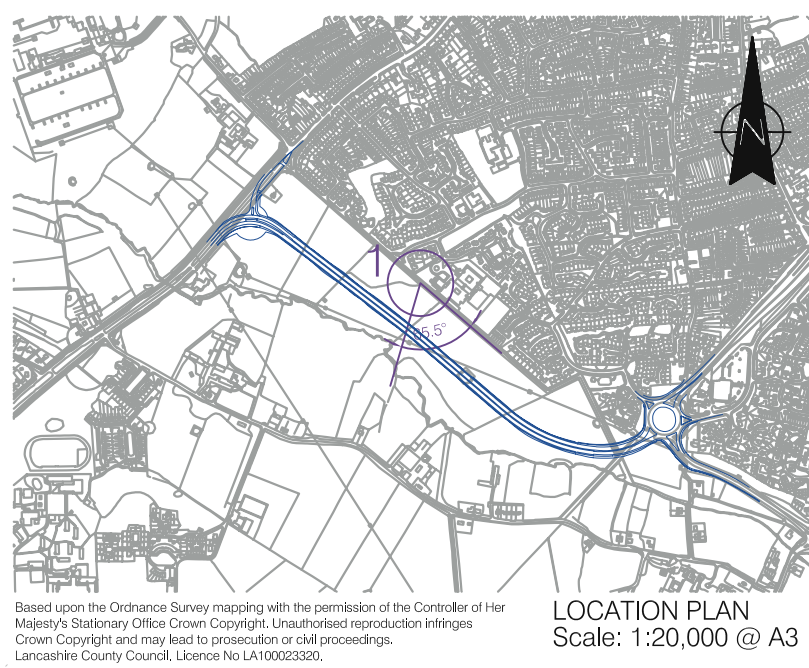 N
1
5.5°
Based upon the Ordnance Survey mapping with the permission of the Controller of Her
Majesty's Stationary Office Crown Copyright. Unauthorised reproduction infringes
Crown Copyright and may lead to prosecution or civil proceedings.
Lancashire County Council, Licence No LA100023320.
LOCATION PLAN
Scale: 1:20,000 @ A3